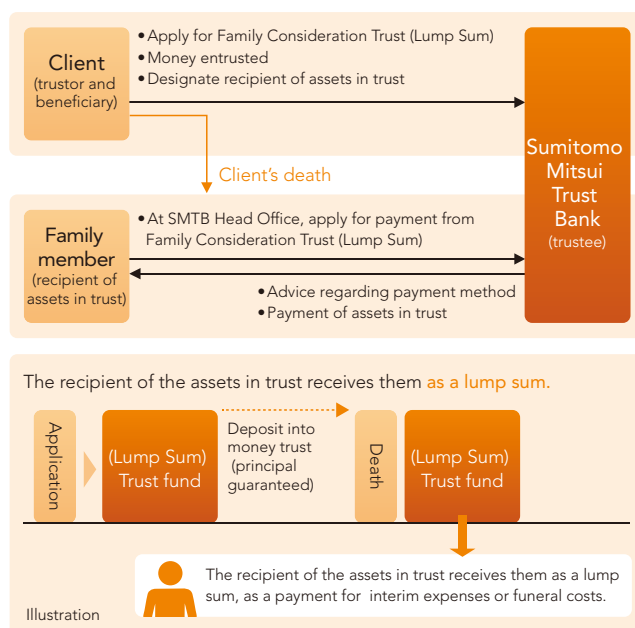 Client
(trustor and
beneficiary)
•Apply for Family Consideration Trust (Lump Sum)
•Money entrusted
•Designate recipient of assets in trust
Client's death
Sumitomo
Mitsui
Trust
Bank
(trustee)
Family
member
(recipient of
assets in trust)
•At SMTB Head Office, apply for payment from
Family Consideration Trust (Lump Sum)
•Advice regarding payment method
•Payment of assets in trust
The recipient of the assets in trust receives them as a lump sum.
Application
(Lump Sum)
Trust fund
Deposit into
money trust
(principal
guaranteed)
Death
(Lump Sum)
Trust fund
The recipient of the assets in trust receives them as a lump
sum, as a payment for interim expenses or funeral costs.
Illustration